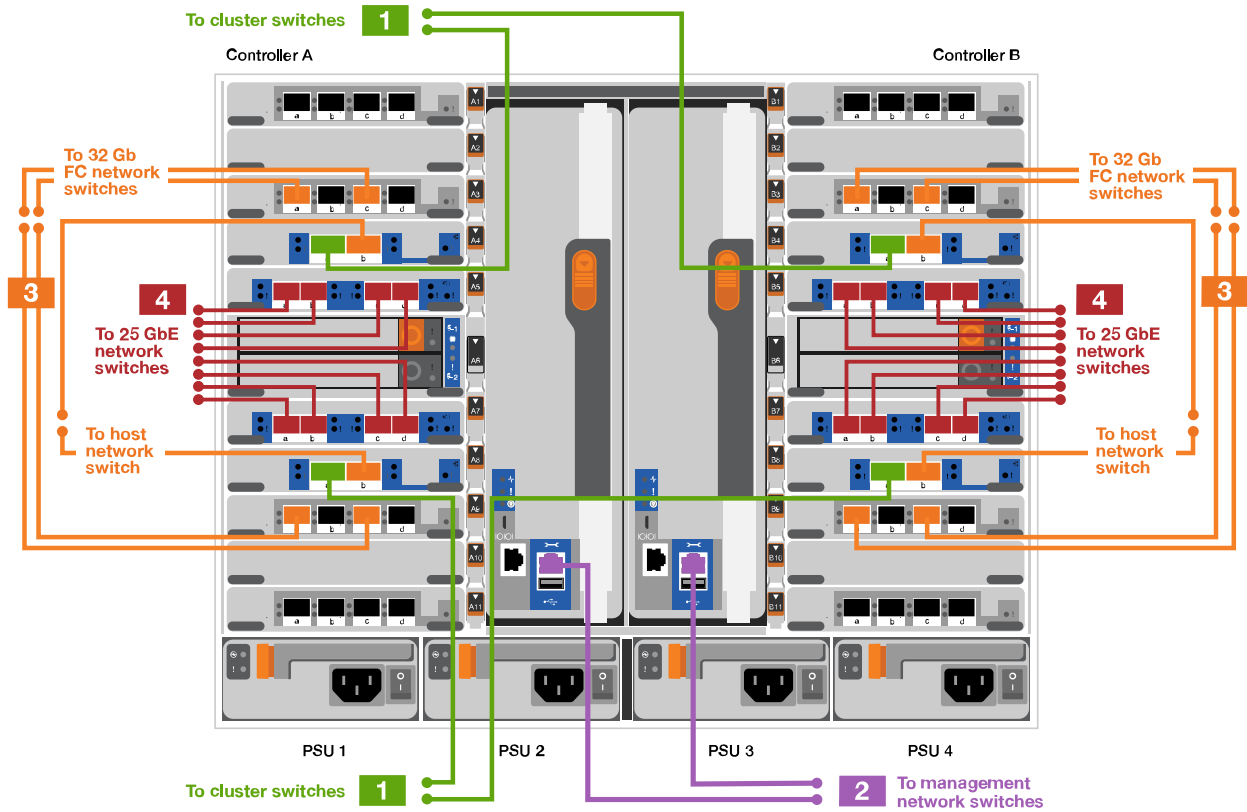 To cluster switches 1
Controller A
Controller B
a b c d
A1
B1
a b c d
A2
B2
To 32 Gb
FC network
switches
a b c d
A3
B3
a b c d
To 32 Gb
FC network
switches
a b
A4
B4
a b
3
4
A5
B5
4
3
To 25 GbE
network
switches
A6
B6
To 25 GbE
network
switches
a b c d
A7
B7
a b c d
To host
network
switch
a b
A8
B8
a b
To host
network
switch
a b c d
A9
B9
a b c d
A10
B10
a b c d
A11
B11
a b c d
PSU 1
PSU 2
PSU 3
PSU 4
To cluster switches 1
2 To management
network switches